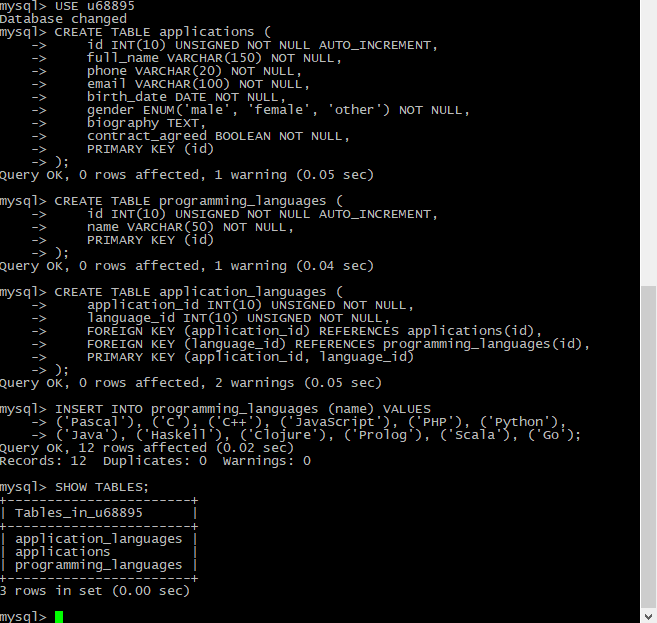 mysql> USE u68895
Database changed
mysql> CREATE TABLE applications (
    ->     id INT(10) UNSIGNED NOT NULL AUTO_INCREMENT,
    ->     full_name VARCHAR(150) NOT NULL,
    ->     phone VARCHAR(20) NOT NULL,
    ->     email VARCHAR(100) NOT NULL,
    ->     birth_date DATE NOT NULL,
    ->     gender ENUM('male', 'female', 'other') NOT NULL,
    ->     biography TEXT,
    ->     contract_agreed BOOLEAN NOT NULL,
    ->     PRIMARY KEY (id)
    -> );
Query OK, 0 rows affected, 1 warning (0.05 sec)

mysql> CREATE TABLE programming_languages (
    ->     id INT(10) UNSIGNED NOT NULL AUTO_INCREMENT,
    ->     name VARCHAR(50) NOT NULL,
    ->     PRIMARY KEY (id)
    -> );
Query OK, 0 rows affected, 1 warning (0.04 sec)

mysql> CREATE TABLE application_languages (
    ->     application_id INT(10) UNSIGNED NOT NULL,
    ->     language_id INT(10) UNSIGNED NOT NULL,
    ->     FOREIGN KEY (application_id) REFERENCES applications(id),
    ->     FOREIGN KEY (language_id) REFERENCES programming_languages(id),
    ->     PRIMARY KEY (application_id, language_id)
    -> );
Query OK, 0 rows affected, 2 warnings (0.05 sec)

mysql> INSERT INTO programming_languages (name) VALUES
    -> ('Pascal'), ('C'), ('C++'), ('JavaScript'), ('PHP'), ('Python'),
    -> ('Java'), ('Haskell'), ('Clojure'), ('Prolog'), ('Scala'), ('Go');
Query OK, 12 rows affected (0.02 sec)
Records: 12  Duplicates: 0  Warnings: 0

mysql> SHOW TABLES;
+-----------------------+
| Tables_in_u68895      |
+-----------------------+
| application_languages |
| applications          |
| programming_languages |
+-----------------------+
3 rows in set (0.00 sec)

mysql>